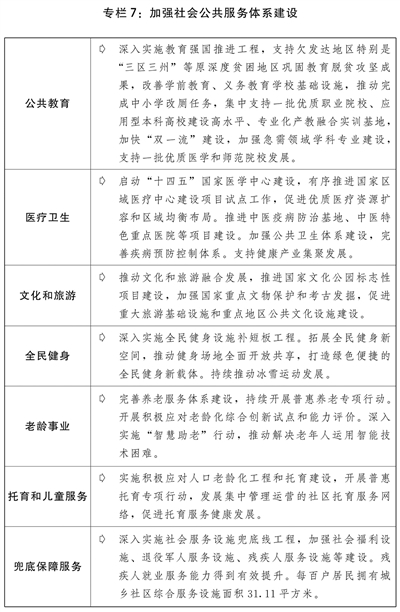 专栏 7：加强社会公共服务体系建设
公共教育
深入实施教育强国推进工程，支持欠发达地区特别是
“三区三州”等原深度贫困地区巩固教育脱贫攻坚成
果，改善学前教育、义务教育学校基础设施，推动完
成中小学改周任务，集中支持一批优质职业院校、应
用型本科高校建设高水平、专业化产教融合实训基地，
加快“双一流”建设，加强急需领域学科专业建设，
支持一批优质医学和师范院校发展。
医疗卫生
启动“十四五”国家医学中心建设，有序推进国家区
域医疗中心建设项目试点工作，促进优质医疗资源扩
容和区域均衡布局。推进中医疫病防治基地、中医特
色重点医院等项目建设。加强公共卫生体系建设，完
善疾病预防控制体系。支持健康产业集聚发展。
文化和旅游
推动文化和旅游融合发展，推进国家文化公园标志性
项目建设，加强国家重点文物保护和考古发掘，促进
重大旅游基础设施和重点地区公共文化设施建设。
全民健身
深入实施全民健身设施补短板工程。拓展全民健身新
空间，推动健身场地全面开放共享，打造绿色便捷的
全民健身新载体。持续推动冰雪运动发展。
老龄事业
完善养老服务体系建设，持续开展普惠养老专项行动。
开展积极应对老龄化综合创新试点和能力评价。深入
实施“智慧助老”行动，推动解决老年人运用智能技
术困难。
托育和儿童服务
实施积极应对人口老龄化工程和托育建设，开展普惠
托育专项行动，发展集中管理运营的社区托育服务网
络，促进托育服务健康发展。
兜底保障服务
深入实施社会服务设施兜底线工程，加强社会福利设
施、退役军人服务设施、残疾人服务设施等建设。残
疾人就业服务能力得到有效提升。每百户居民拥有城
乡社区综合服务设施面积 31.11 平方米。